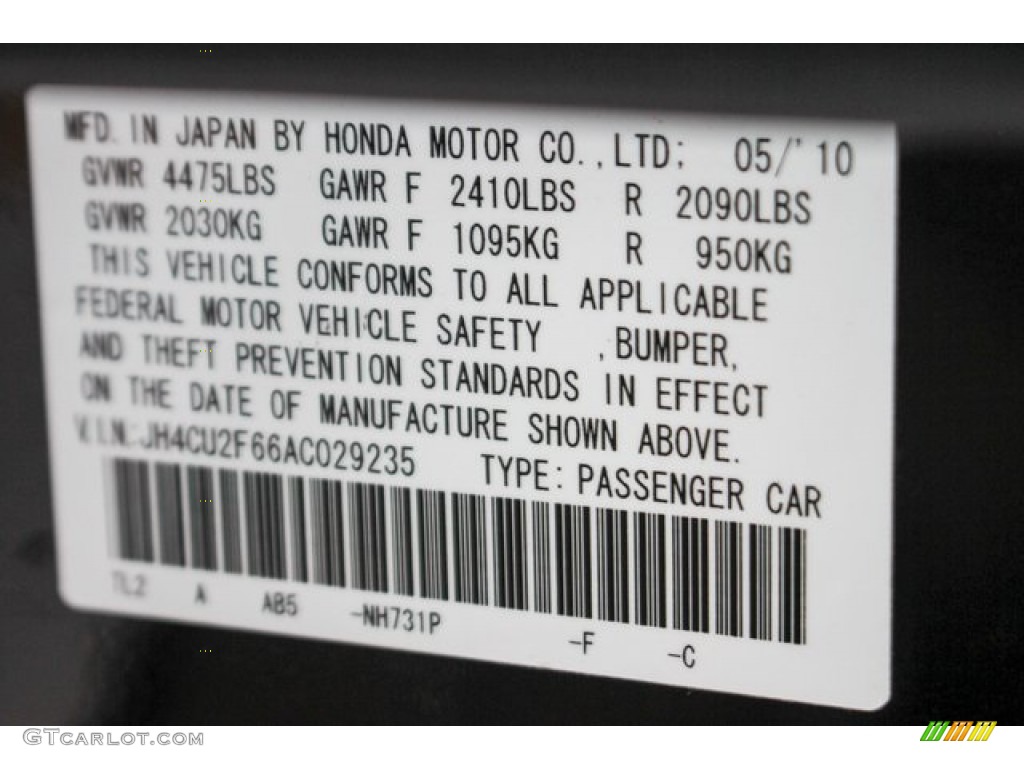 MFD. IN JAPAN BY HONDA MOTOR CO.,LTD; 05/'10
GVWR 4475LBS GAWR F 2410LBS R 2090LBS
GVWR 2030KG GAWR F 1095KG R 950KG
THIS VEHICLE CONFORMS TO ALL APPLICABLE
FEDERAL MOTOR VEHICLE SAFETY ,BUMPER,
AND THEFT PREVENTION STANDARDS IN EFFECT
ON THE DATE OF MANUFACTURE SHOWN ABOVE.
V.I.N.:JH4CU2F66AC029235 TYPE: PASSENGER CAR
TL2 A AB5 -NH731P -F -C
GTCARLOT.COM